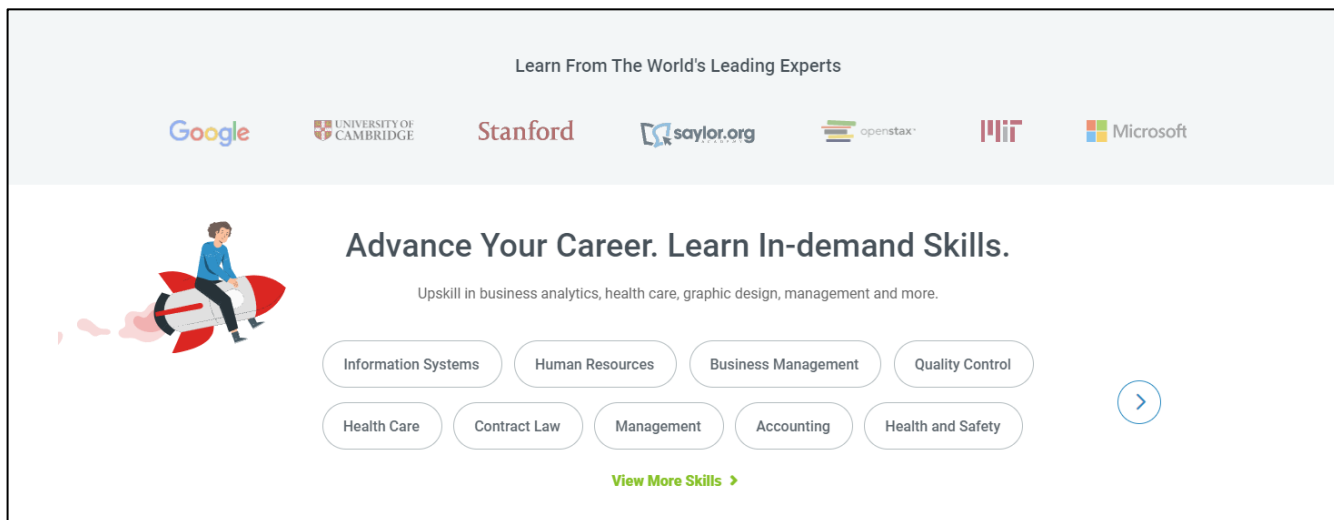 Learn From The World's Leading Experts
Google
UNIVERSITY OF
CAMBRIDGE
Stanford
saylor.org
ACADEMY
openstax™
MIT
Microsoft
Advance Your Career. Learn In-demand Skills.
Upskill in business analytics, health care, graphic design, management and more.
Information Systems
Human Resources
Business Management
Quality Control
Health Care
Contract Law
Management
Accounting
Health and Safety
View More Skills